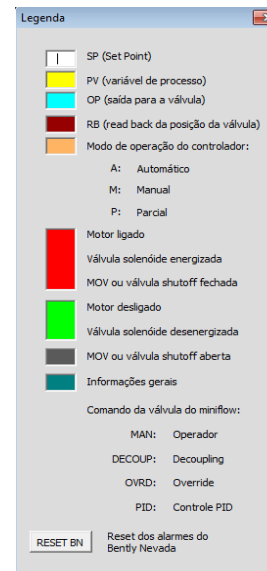 Legenda
SP (Set Point)
PV (variável de processo)
OP (saída para a válvula)
RB (read back da posição da válvula)
Modo de operação do controlador:
A: Automático
M: Manual
P: Parcial
Motor ligado
Válvula solenóide energizada
MOV ou válvula shutoff fechada
Motor desligado
Válvula solenóide desenergizada
MOV ou válvula shutoff aberta
Informações gerais
Comando da válvula do miniflow:
MAN: Operador
DECOUP: Decoupling
OVRD: Override
PID: Controle PID
RESET BN
Reset dos alarmes do
Bently Nevada